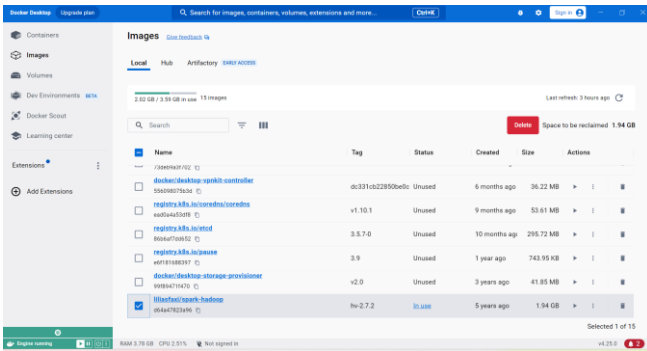 Docker Desktop Upgrade plan Search for images, containers, volumes, extensions and more... Ctrl+K Sign in
Containers
Images
Volumes
Dev Environments BETA
Docker Scout
Learning center
Extensions
Add Extensions
Images Give feedback
Local Hub Artifactory EARLY ACCESS
2.02 GB / 3.59 GB in use 15 images Last refresh: 3 hours ago
Search Delete Space to be reclaimed 1.94 GB
Name Tag Status Created Size Actions
docker/desktop-vpnkit-controller
556098075b3d dc331cb22850be0c Unused 6 months ago 36.22 MB
registry.k8s.io/coredns/coredns
ead0a4a53df8 v1.10.1 Unused 9 months ago 53.61 MB
registry.k8s.io/etcd
86b6af7dd652 3.5.7-0 Unused 10 months ago 295.72 MB
registry.k8s.io/pause
e6f181688397 3.9 Unused 1 year ago 743.95 KB
docker/desktop-storage-provisioner
99f89471f470 v2.0 Unused 3 years ago 41.85 MB
liliasfaxi/spark-hadoop
d64a47823a96 hv-2.7.2 In use 5 years ago 1.94 GB
Selected 1 of 15
Engine running RAM 3.78 GB CPU 2.51% Not signed in v4.25.0 2